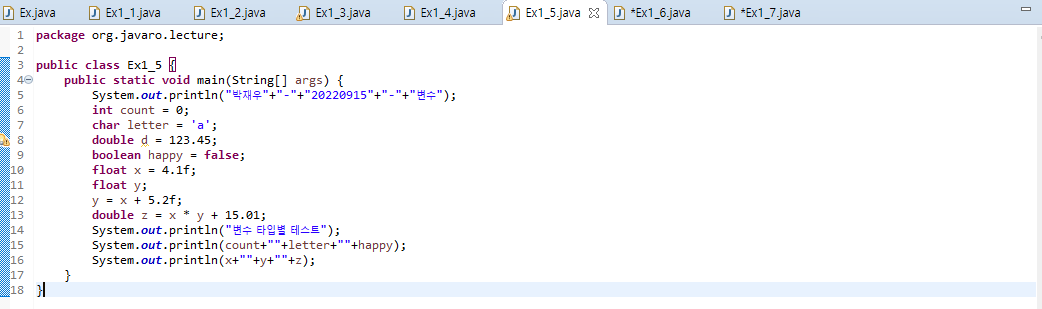 Ex.java Ex1_1.java Ex1_2.java Ex1_3.java Ex1_4.java Ex1_5.java *Ex1_6.java *Ex1_7.java
1 package org.javaro.lecture;
2
3 public class Ex1_5 {
4 public static void main(String[] args) {
5 System.out.println("박재우"+"-"+"20220915"+"-"+"변수");
6 int count = 0;
7 char letter = 'a';
8 double d = 123.45;
9 boolean happy = false;
10 float x = 4.1f;
11 float y;
12 y = x + 5.2f;
13 double z = x * y + 15.01;
14 System.out.println("변수 타입별 테스트");
15 System.out.println(count+""+letter+""+happy);
16 System.out.println(x+""+y+""+z);
17 }
18 }